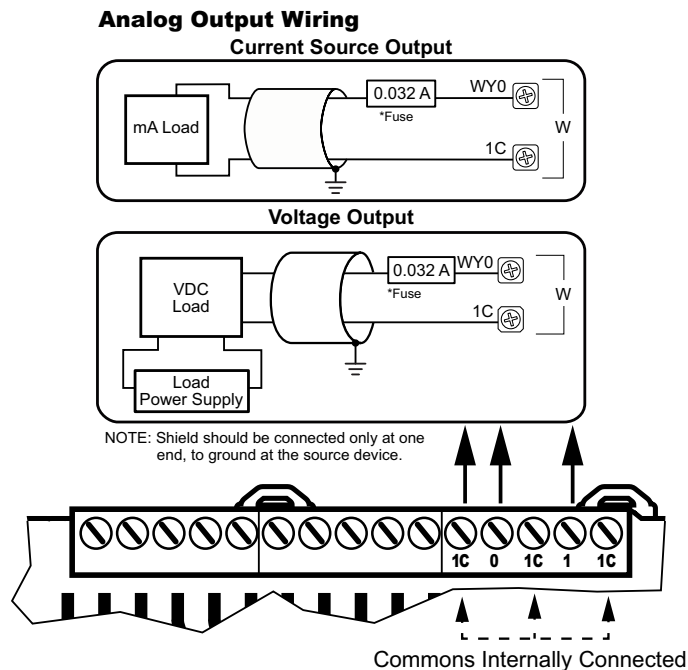 Analog Output Wiring
Current Source Output
mA Load
0.032 A
*Fuse
WY0
1C
W
Voltage Output
VDC
Load
Load
Power Supply
0.032 A
*Fuse
WY0
1C
W
NOTE: Shield should be connected only at one
end, to ground at the source device.
1C 0 1C 1 1C
Commons Internally Connected